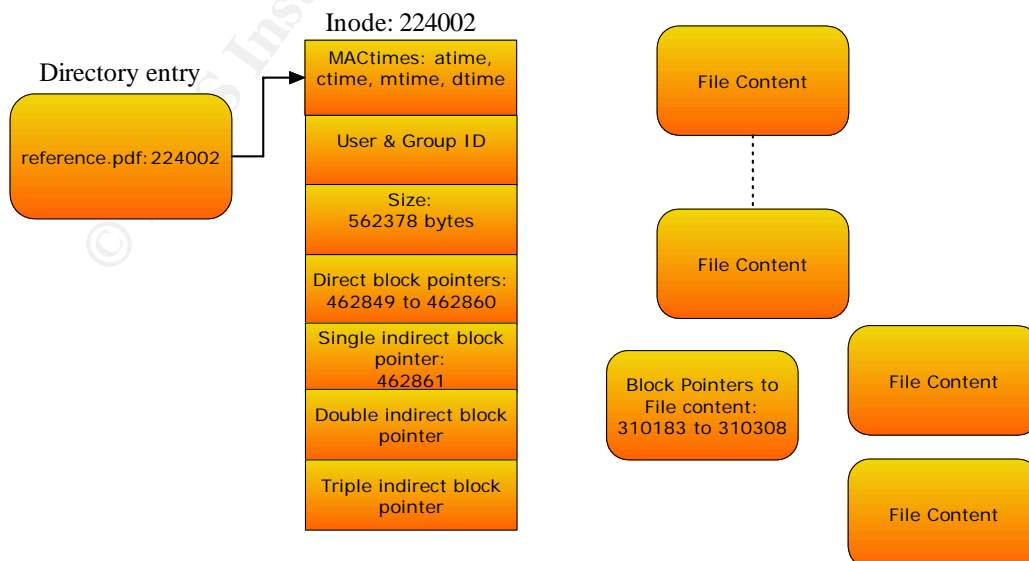 Inode: 224002
Directory entry
reference.pdf:224002
MACtimes: atime,
ctime, mtime, dtime
User & Group ID
Size:
562378 bytes
Direct block pointers:
462849 to 462860
Single indirect block
pointer:
462861
Double indirect block
pointer
Triple indirect block
pointer
File Content
File Content
Block Pointers to
File content:
310183 to 310308
File Content
File Content
©